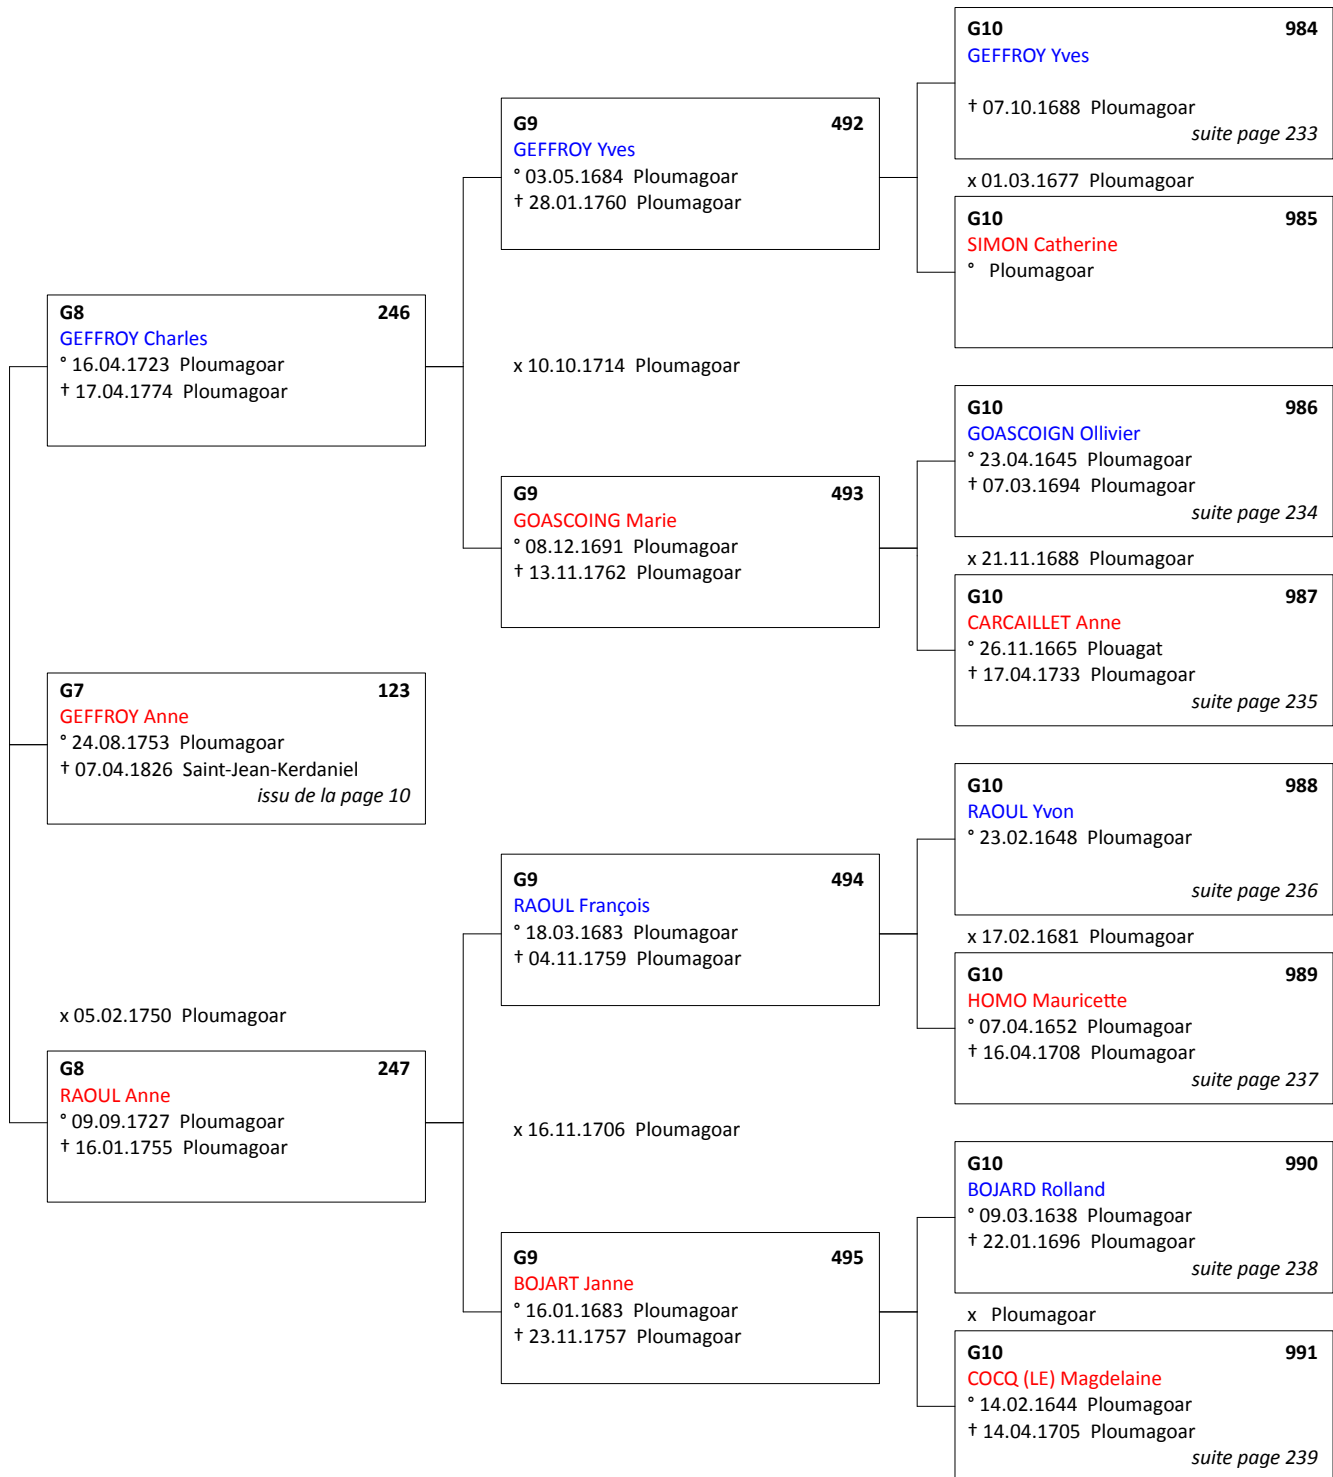 G10 984
GEFFROY Yves
† 07.10.1688 Ploumagoar
suite page 233
G9 492
GEFFROY Yves
° 03.05.1684 Ploumagoar
† 28.01.1760 Ploumagoar
x 01.03.1677 Ploumagoar
G10 985
SIMON Catherine
° Ploumagoar
G8 246
GEFFROY Charles
° 16.04.1723 Ploumagoar
† 17.04.1774 Ploumagoar
x 10.10.1714 Ploumagoar
G10 986
GOASCOIGN Ollivier
° 23.04.1645 Ploumagoar
† 07.03.1694 Ploumagoar
suite page 234
G9 493
GOASCOING Marie
° 08.12.1691 Ploumagoar
† 13.11.1762 Ploumagoar
x 21.11.1688 Ploumagoar
G10 987
CARCAILLET Anne
° 26.11.1665 Plouagat
† 17.04.1733 Ploumagoar
suite page 235
G7 123
GEFFROY Anne
° 24.08.1753 Ploumagoar
† 07.04.1826 Saint-Jean-Kerdaniel
issu de la page 10
G10 988
RAOUL Yvon
° 23.02.1648 Ploumagoar
suite page 236
G9 494
RAOUL François
° 18.03.1683 Ploumagoar
† 04.11.1759 Ploumagoar
x 17.02.1681 Ploumagoar
G10 989
HOMO Mauricette
° 07.04.1652 Ploumagoar
† 16.04.1708 Ploumagoar
suite page 237
x 05.02.1750 Ploumagoar
G8 247
RAOUL Anne
° 09.09.1727 Ploumagoar
† 16.01.1755 Ploumagoar
x 16.11.1706 Ploumagoar
G10 990
BOJARD Rolland
° 09.03.1638 Ploumagoar
† 22.01.1696 Ploumagoar
suite page 238
G9 495
BOJART Janne
° 16.01.1683 Ploumagoar
† 23.11.1757 Ploumagoar
x Ploumagoar
G10 991
COCQ (LE) Magdelaine
° 14.02.1644 Ploumagoar
† 14.04.1705 Ploumagoar
suite page 239